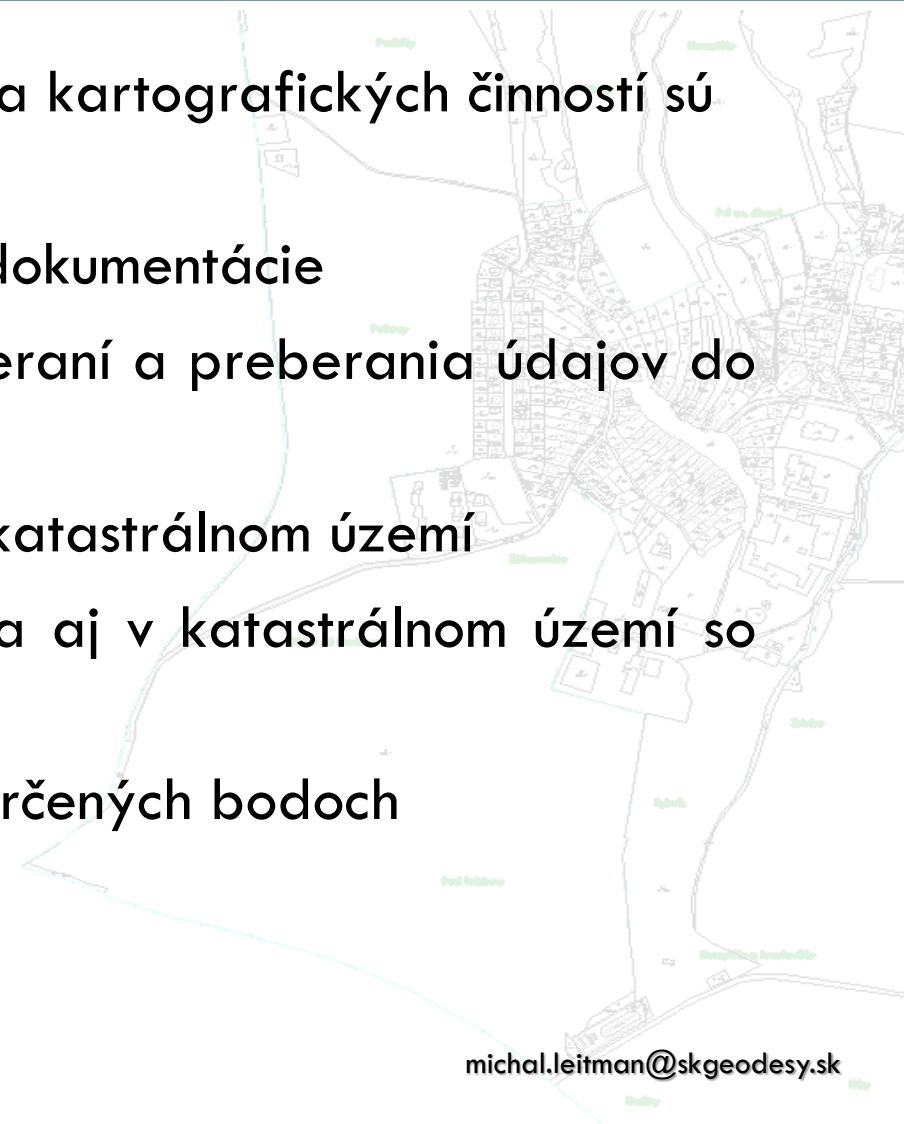 a kartografických činností sú
dokumentácie
eraní a preberania údajov do
katastrálnom území
a aj v katastrálnom území so
rčených bodoch
michal.leitman@skgeodesy.sk